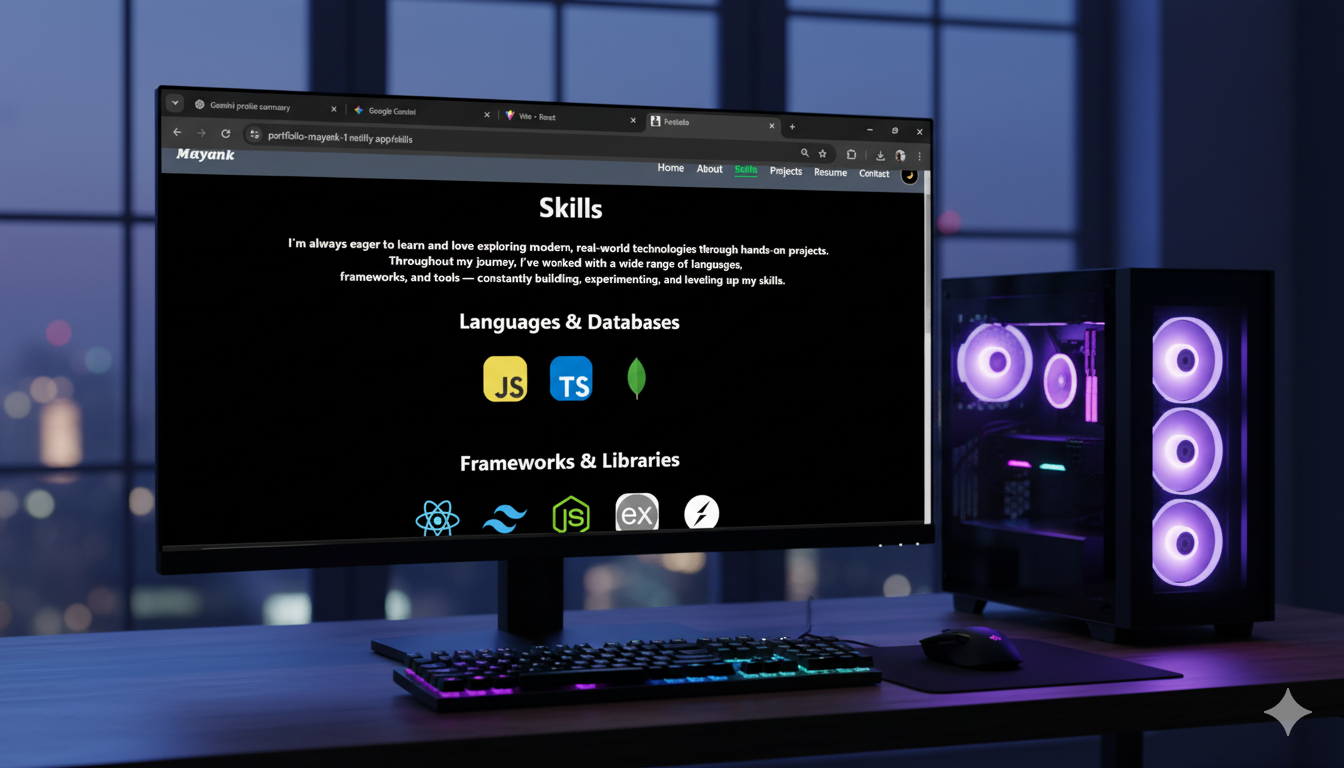 Gemini prafile summary
Google Gemini
Vite • React
Portfolio
portfoilo-mayenk-1 netlify app/skills
Mayank
Home About Skills Projects Resume Contact
Skills
I'm always eager to learn and love exploring modern, real-world technologies through hands-on projects.
Throughout my journey, I've worked with a wide range of languages,
frameworks, and tools — constantly building, experimenting, and leveling up my skills.
Languages & Databases
JS TS
Frameworks & Libraries
JS ex